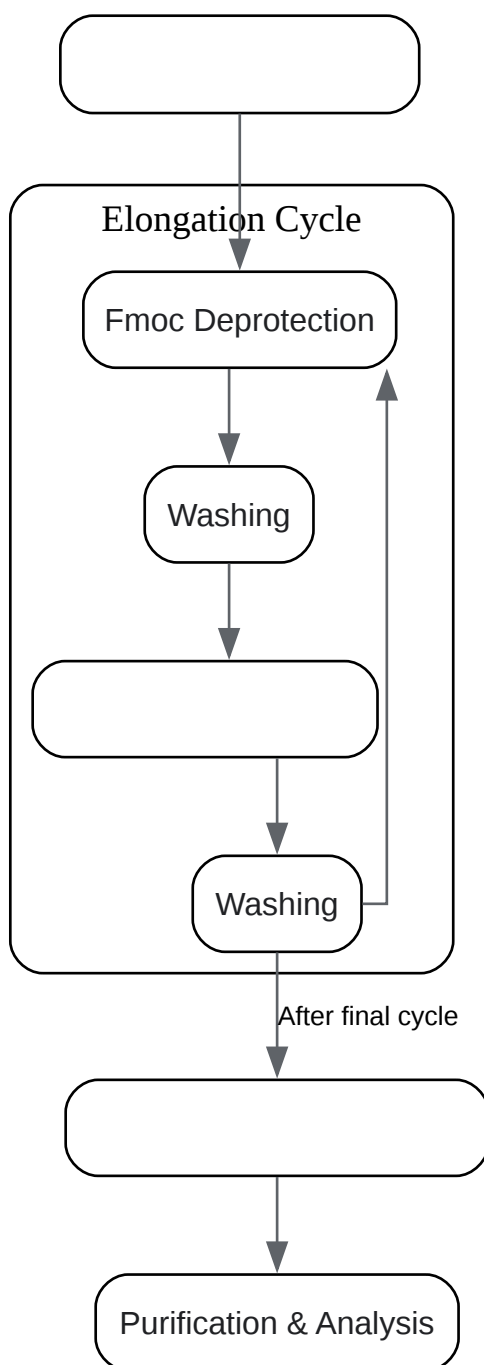 Elongation Cycle
Fmoc Deprotection
Washing
Washing
After final cycle
Purification & Analysis